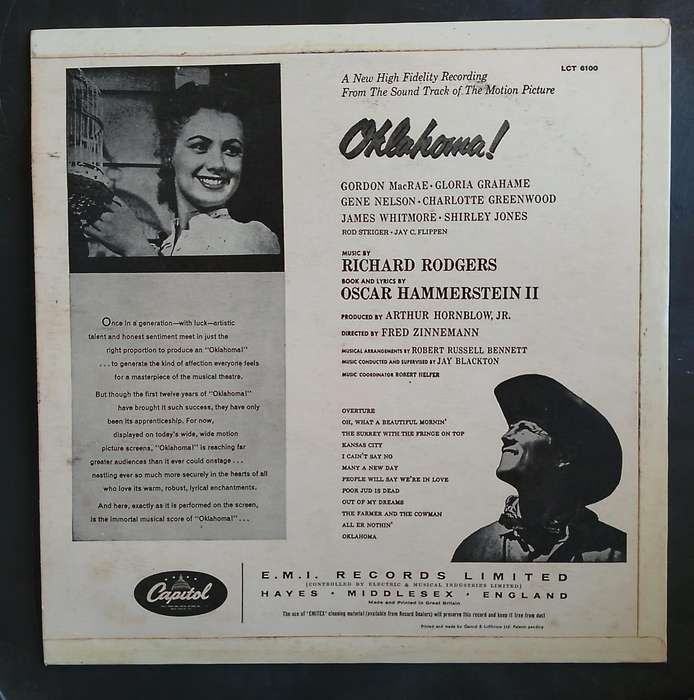 LCT 6100
A New High Fidelity Recording
From The Sound Track of The Motion Picture
Oklahoma!
GORDON MacRAE · GLORIA GRAHAME
GENE NELSON · CHARLOTTE GREENWOOD
JAMES WHITMORE · SHIRLEY JONES
ROD STEIGER · JAY C. FLIPPEN
MUSIC BY
RICHARD RODGERS
BOOK AND LYRICS BY
OSCAR HAMMERSTEIN II
PRODUCED BY ARTHUR HORNBLOW, JR.
DIRECTED BY FRED ZINNEMANN
MUSICAL ARRANGEMENTS BY ROBERT RUSSELL BENNETT
MUSIC CONDUCTED AND SUPERVISED BY JAY BLACKTON
MUSIC COORDINATOR ROBERT HELFER
Once in a generation—with luck—artistic
talent and honest sentiment meet in just the
right proportion to produce an "Oklahoma!"
... to generate the kind of affection everyone feels
for a masterpiece of the musical theatre.
But though the first twelve years of "Oklahoma!"
have brought it such success, they have only
been its apprenticeship. For now,
displayed on today's wide, wide motion
picture screens, "Oklahoma!" is reaching far
greater audiences than it ever could onstage ...
nestling ever so much more securely in the hearts of all
who love its warm, robust, lyrical enchantments.
And here, exactly as it is performed on the screen,
is the immortal musical score of "Oklahoma!" ...
OVERTURE
OH, WHAT A BEAUTIFUL MORNIN'
THE SURREY WITH THE FRINGE ON TOP
KANSAS CITY
I CAIN'T SAY NO
MANY A NEW DAY
PEOPLE WILL SAY WE'RE IN LOVE
POOR JUD IS DEAD
OUT OF MY DREAMS
THE FARMER AND THE COWMAN
ALL ER NOTHIN'
OKLAHOMA
Capitol
E.M.I. RECORDS LIMITED
(CONTROLLED BY ELECTRIC & MUSICAL INDUSTRIES LIMITED)
HAYES · MIDDLESEX · ENGLAND
Made and Printed in Great Britain
The use of "EMITEX" cleaning material (available from Record Dealers) will preserve this record and keep it free from dust
Printed and made by Garrod & Lofthouse Ltd. Patents pending